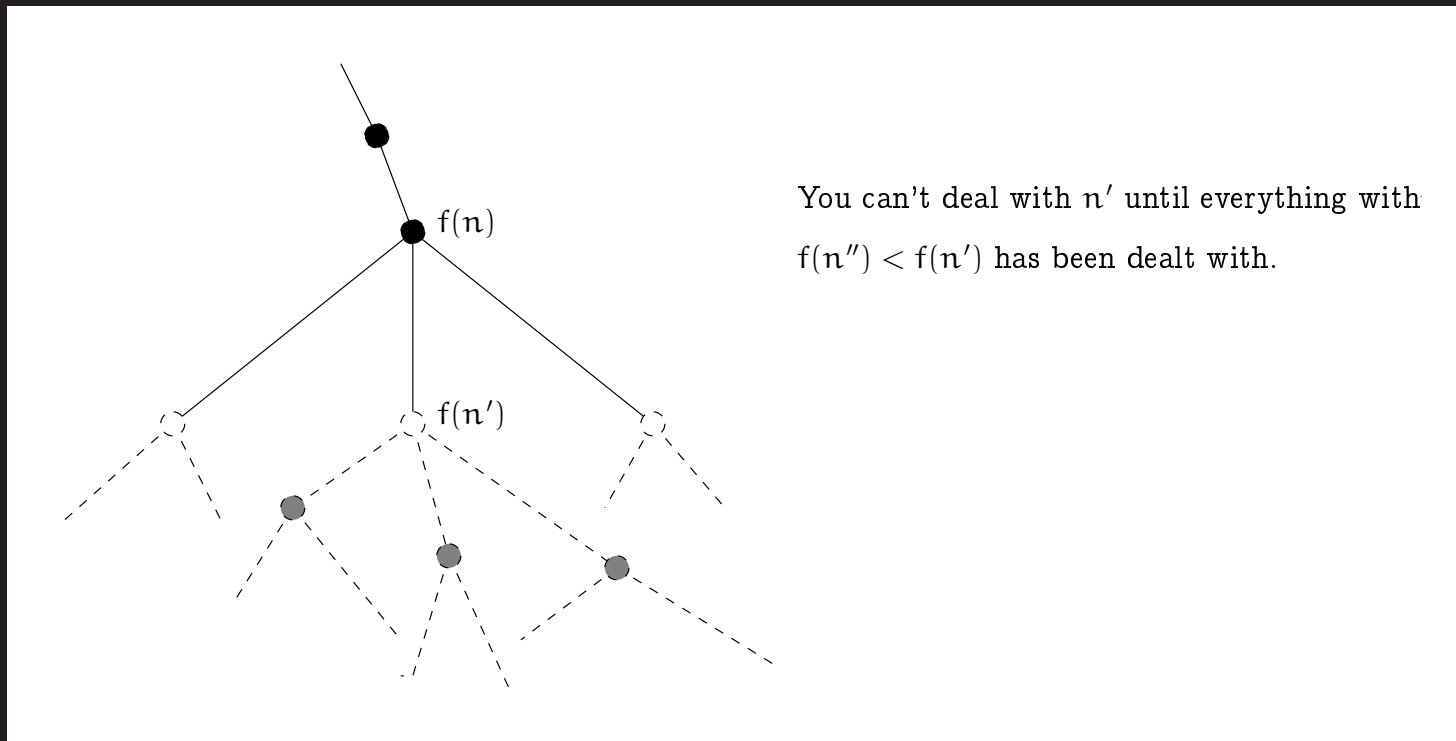 f(n)
You can't deal with n′ until everything with
f(n″) < f(n′) has been dealt with.
f(n′)